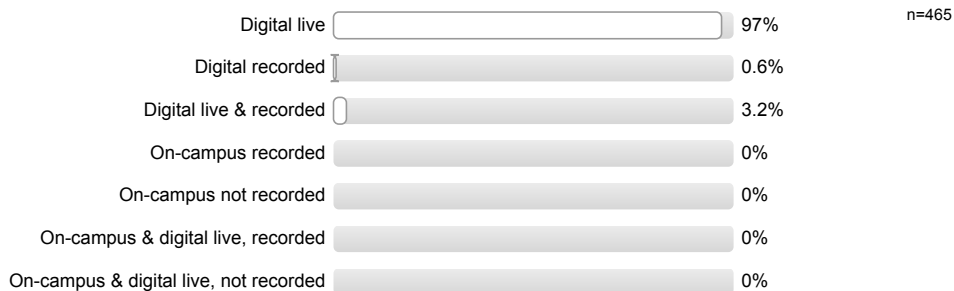 Digital live 97% n=465
Digital recorded 0.6%
Digital live & recorded 3.2%
On-campus recorded 0%
On-campus not recorded 0%
On-campus & digital live, recorded 0%
On-campus & digital live, not recorded 0%